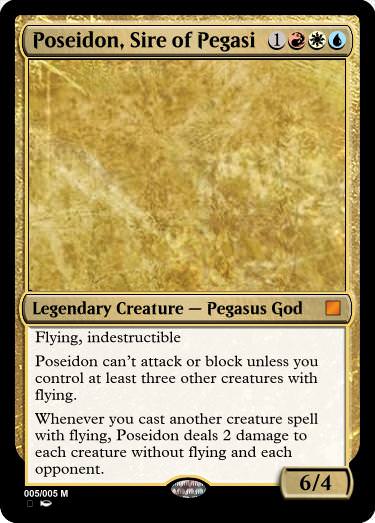 Poseidon, Sire of Pegasi 1
Legendary Creature — Pegasus God
Flying, indestructible
Poseidon can't attack or block unless you
control at least three other creatures with
flying.
Whenever you cast another creature spell
with flying, Poseidon deals 2 damage to
each creature without flying and each
opponent.
6/4
005/005 M